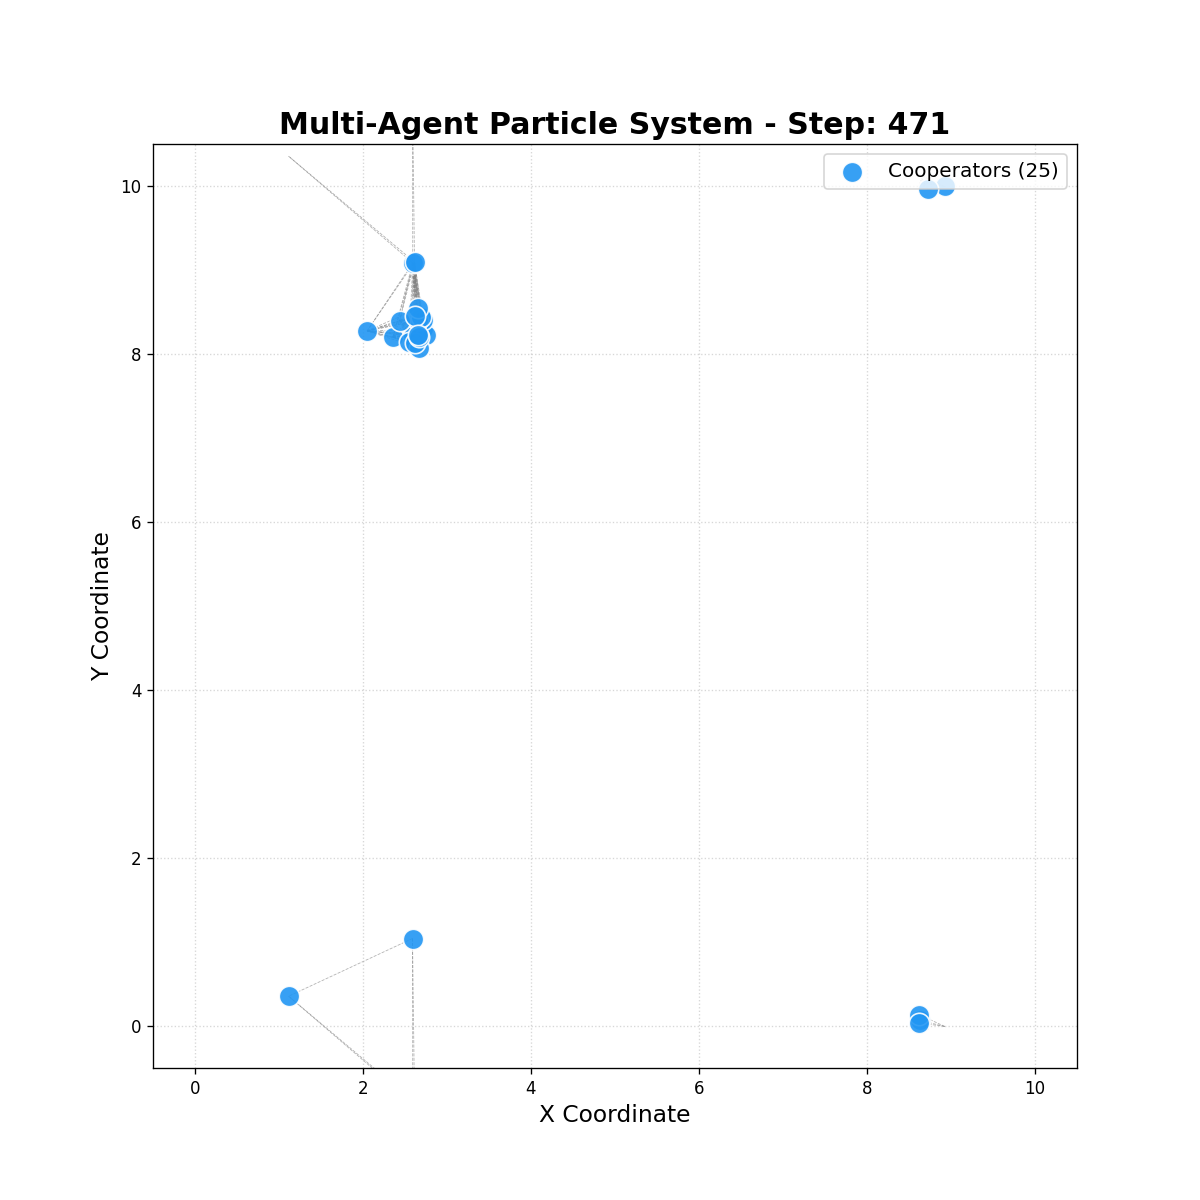 Multi-Agent Particle System - Step: 471
Cooperators (25)
10
8
6
4
2
0
Y Coordinate
0 2 4 6 8 10
X Coordinate